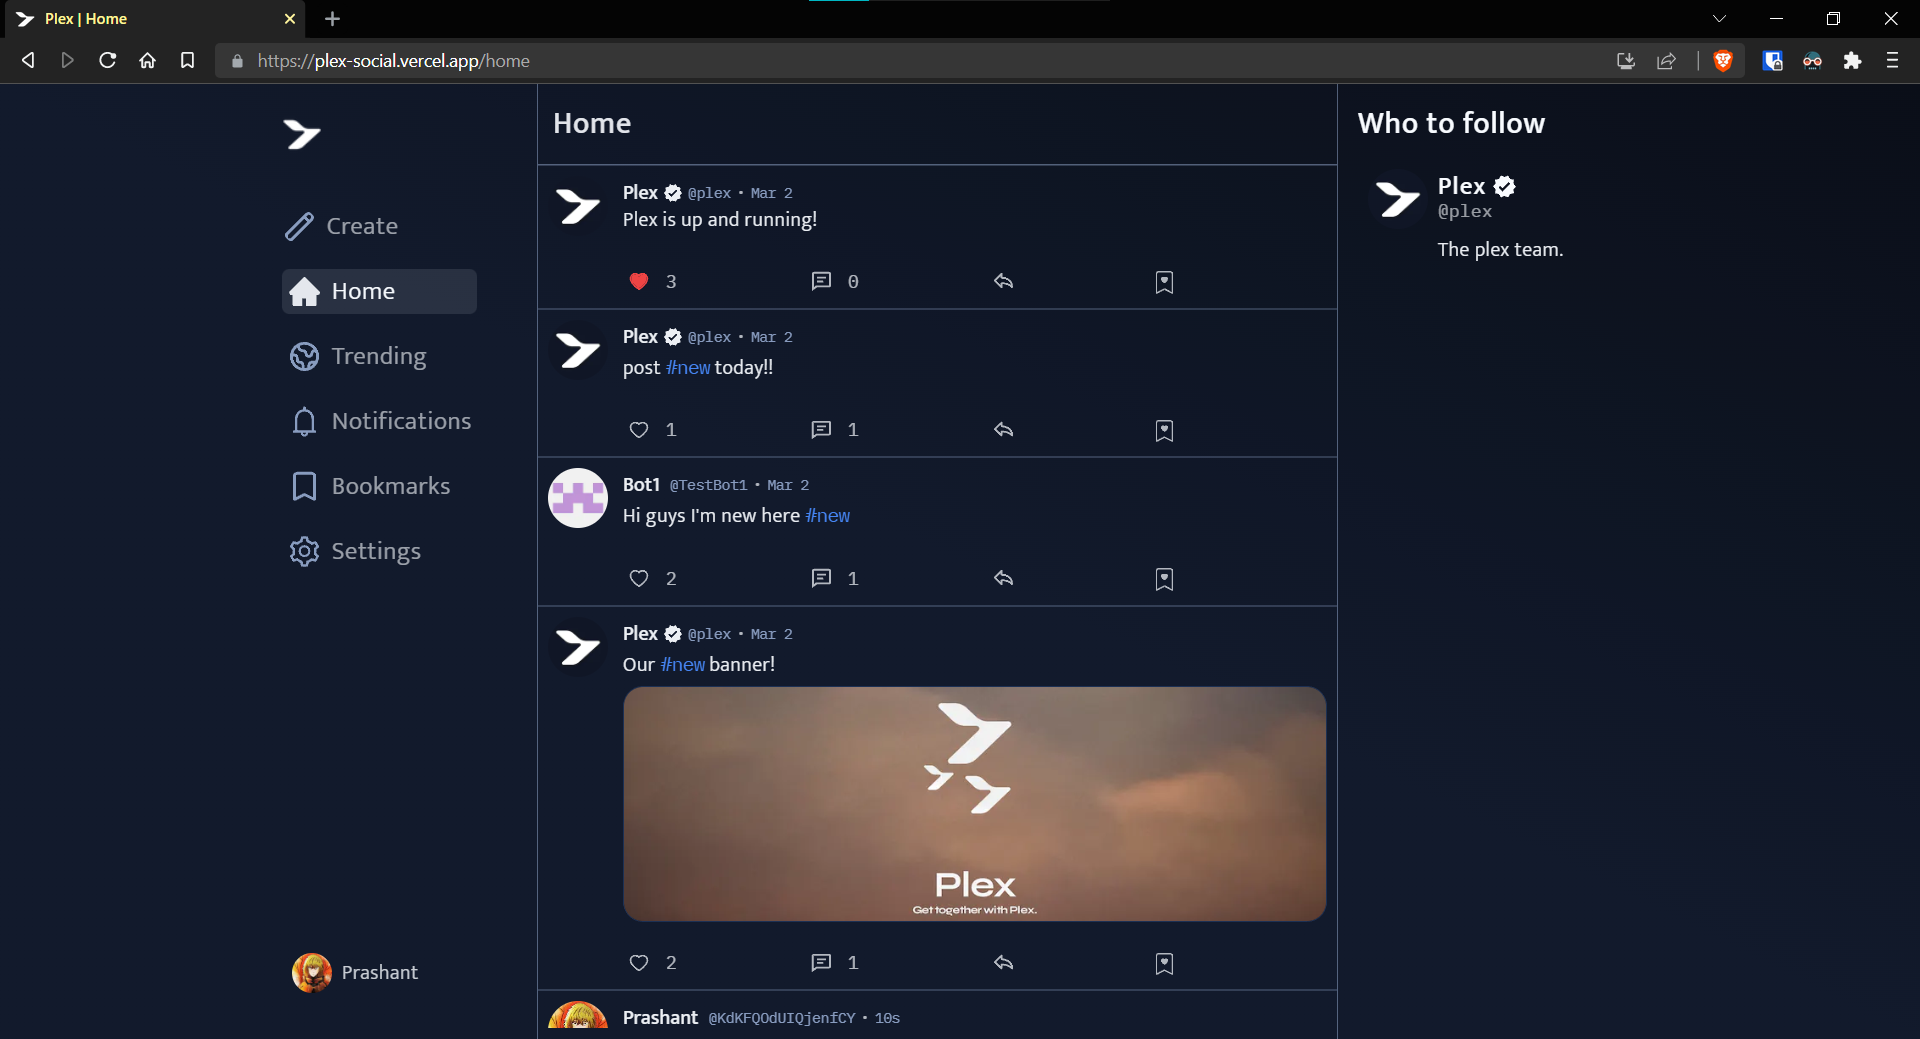 Plex | Home
https://plex-social.vercel.app/home
Create
Home
Trending
Notifications
Bookmarks
Settings
Prashant
Home
Plex @plex • Mar 2
Plex is up and running!
3 0
Plex @plex • Mar 2
post #new today!!
1 1
Bot1 @TestBot1 • Mar 2
Hi guys I'm new here #new
2 1
Plex @plex • Mar 2
Our #new banner!
Plex
Get together with Plex.
2 1
Prashant @KdKFQOdUIQjenfCY • 10s
Who to follow
Plex
@plex
The plex team.